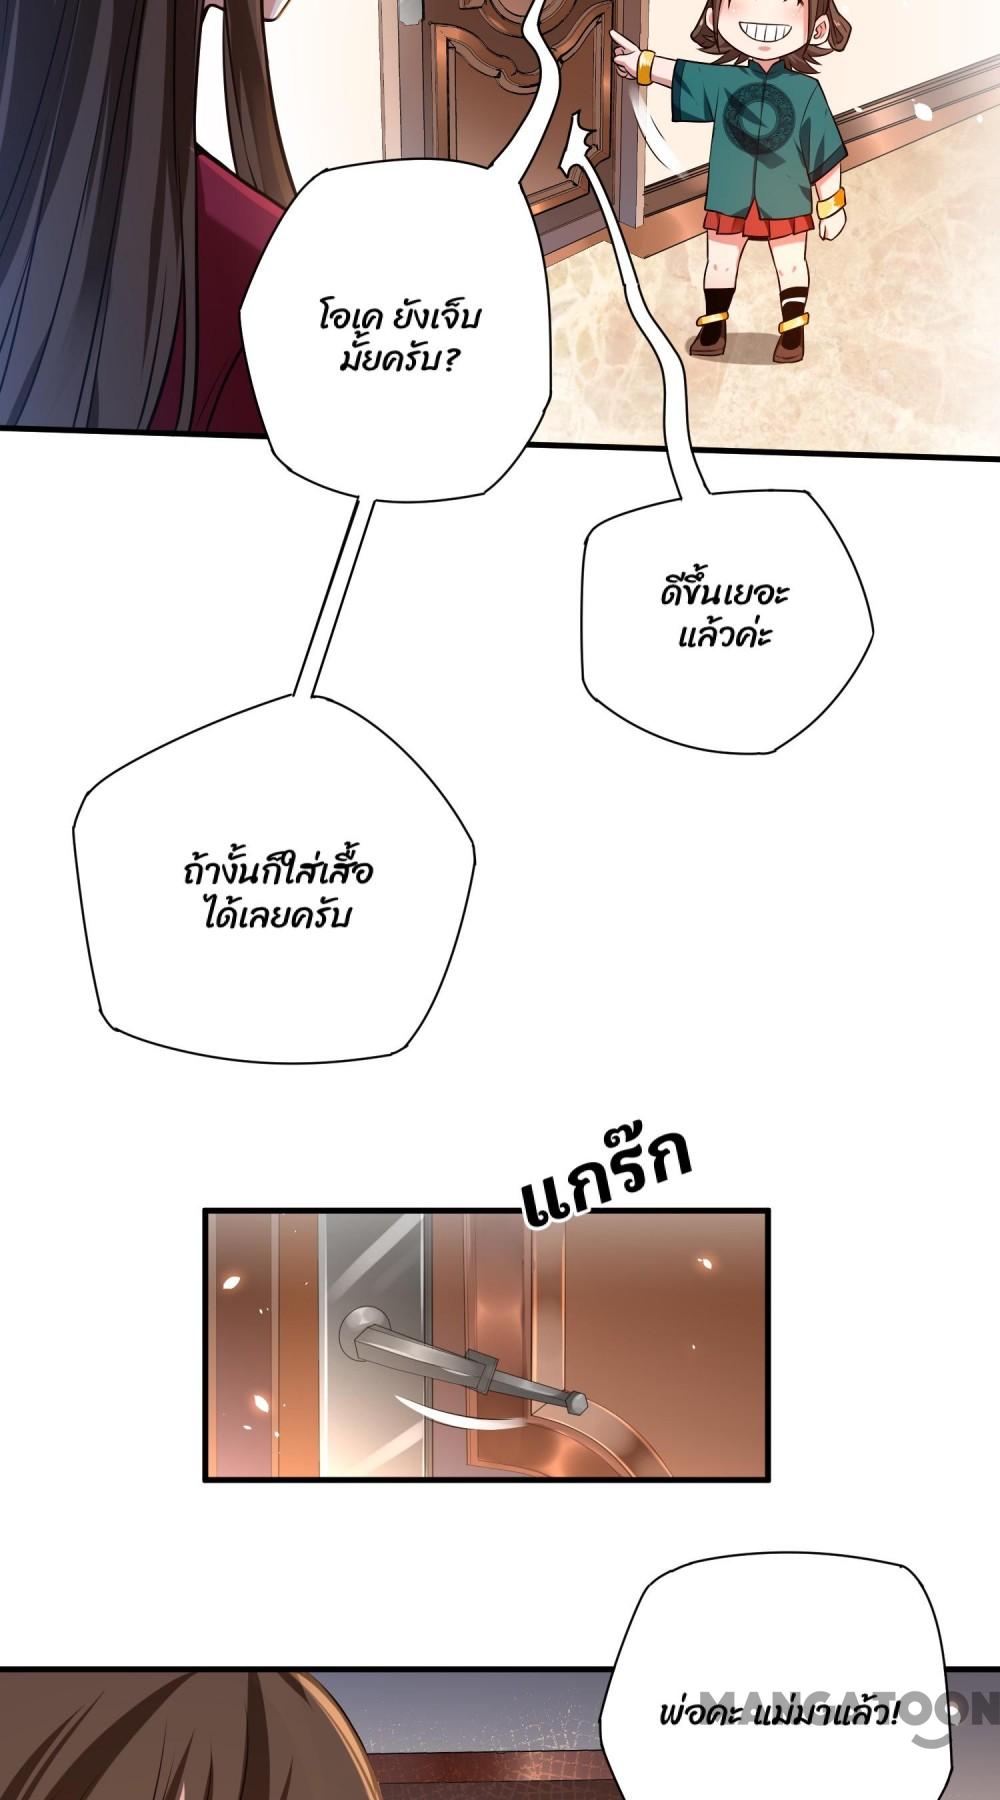 โอเค ยังเจ็บ
มั้ยครับ?
ดีขึ้นเยอะ
แล้วค่ะ
ถ้างั้นก็ใส่เสื้อ
ได้เลยครับ
แกร๊ก
พ่อคะ แม่มาแล้ว!
MANGATOON